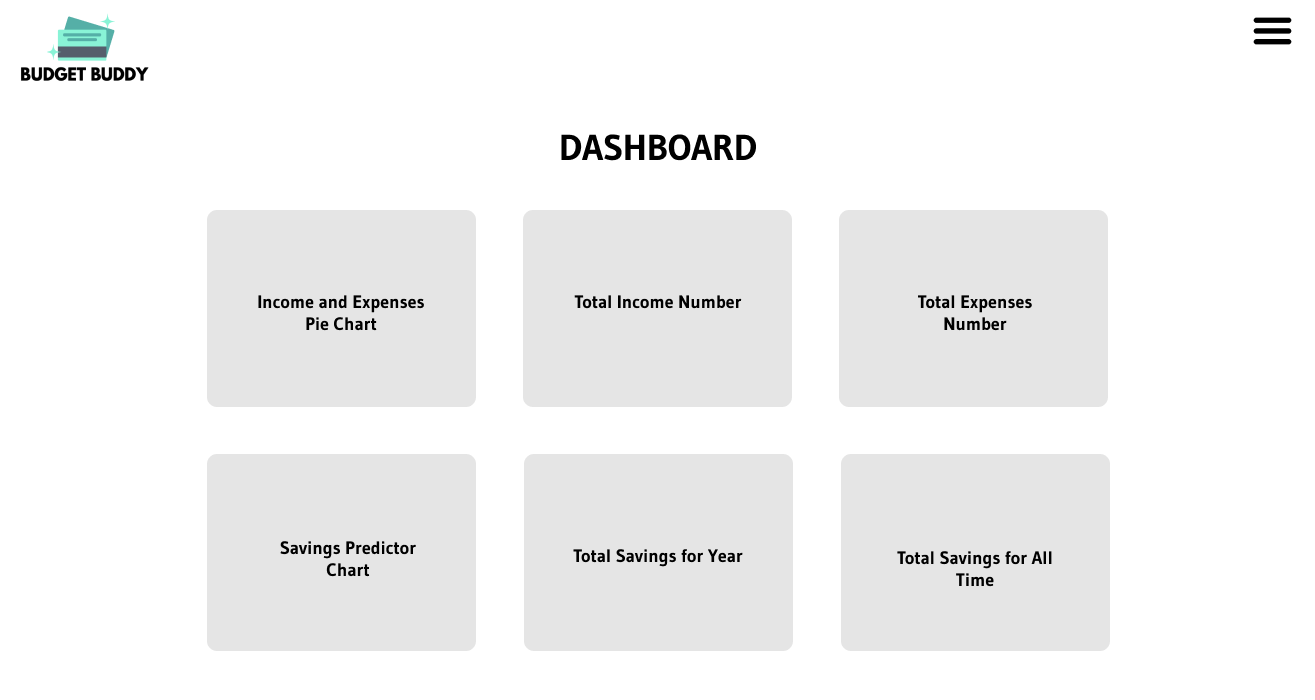 BUDGET BUDDY
DASHBOARD
Income and Expenses
Pie Chart
Total Income Number
Total Expenses
Number
Savings Predictor
Chart
Total Savings for Year
Total Savings for All
Time